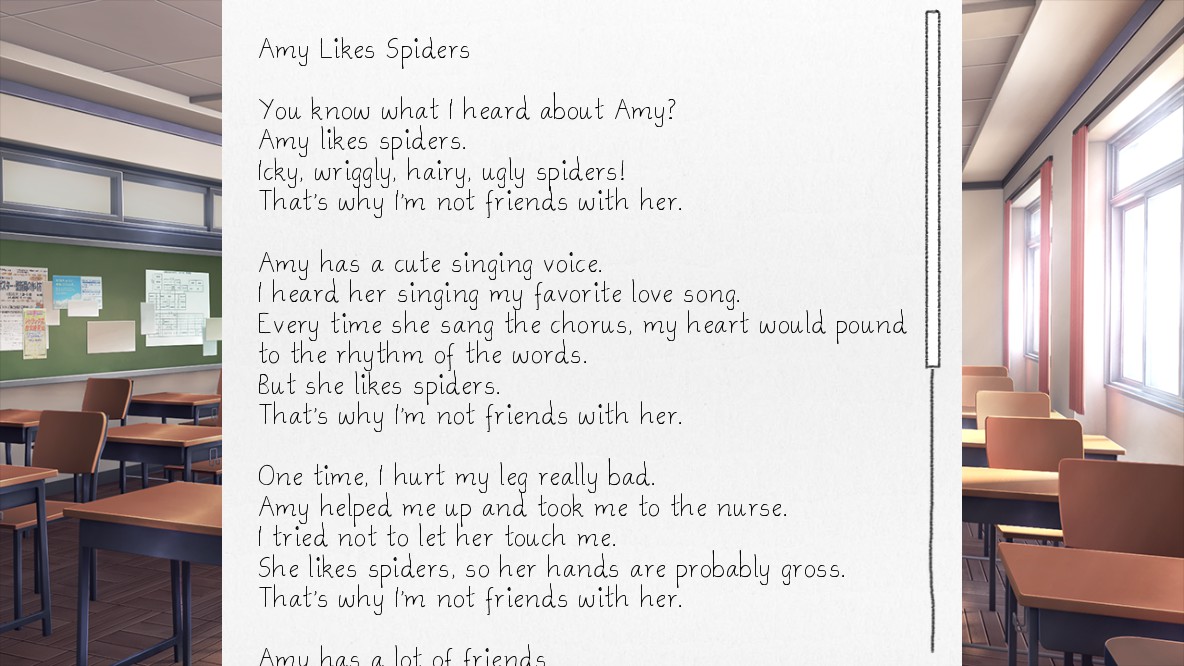 Amy Likes Spiders
You know what I heard about Amy?
Amy likes spiders.
Icky, wriggly, hairy, ugly spiders!
That's why I'm not friends with her.
Amy has a cute singing voice.
I heard her singing my favorite love song.
Every time she sang the chorus, my heart would pound
to the rhythm of the words.
But she likes spiders.
That's why I'm not friends with her.
One time, I hurt my leg really bad.
Amy helped me up and took me to the nurse.
I tried not to let her touch me.
She likes spiders, so her hands are probably gross.
That's why I'm not friends with her.
Amy has a lot of friends.